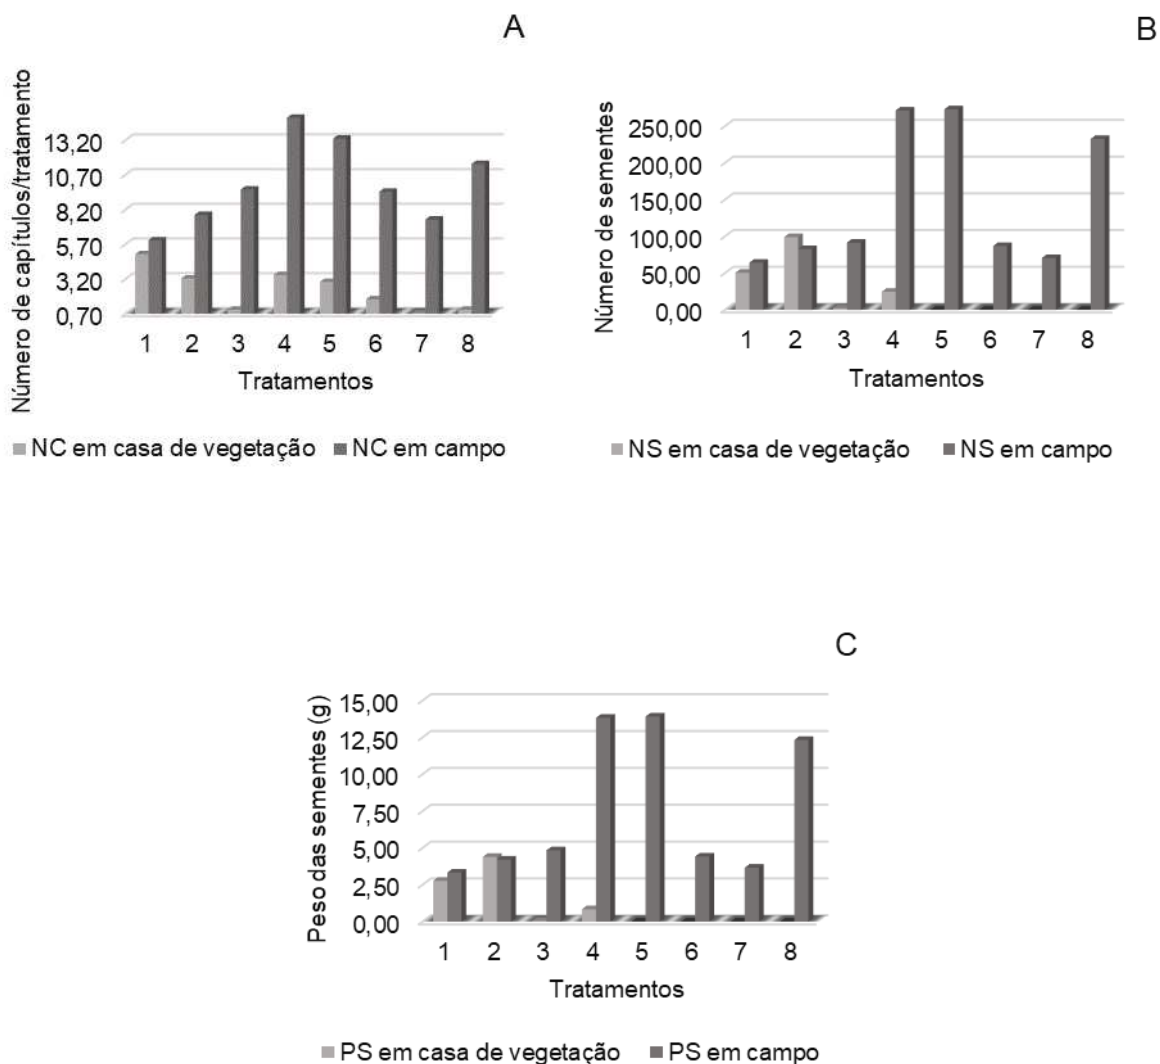 A
Número de capítulos/tratamento
13,20
10,70
8,20
5,70
3,20
0,70
1 2 3 4 5 6 7 8
Tratamentos
NC em casa de vegetação NC em campo
B
Número de sementes
250,00
200,00
150,00
100,00
50,00
0,00
1 2 3 4 5 6 7 8
Tratamentos
NS em casa de vegetação NS em campo
C
Peso das sementes (g)
15,00
12,50
10,00
7,50
5,00
2,50
0,00
1 2 3 4 5 6 7 8
Tratamentos
PS em casa de vegetação PS em campo